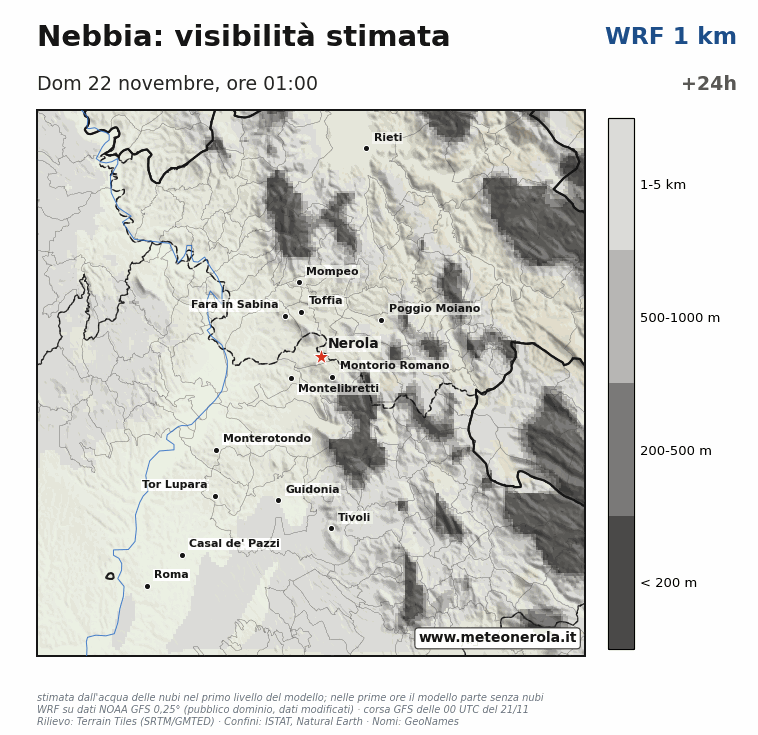 Nebbia: visibilità stimata
WRF 1 km
Dom 22 novembre, ore 01:00
+24h
Rieti
1-5 km
Mompeo
Toffia
Fara in Sabina
Poggio Moiano
500-1000 m
Nerola
Montorio Romano
Montelibretti
Monterotondo
200-500 m
Tor Lupara
Guidonia
Tivoli
Casal de' Pazzi
Roma
< 200 m
www.meteonerola.it
stimata dall'acqua delle nubi nel primo livello del modello; nelle prime ore il modello parte senza nubi
WRF su dati NOAA GFS 0,25° (pubblico dominio, dati modificati) · corsa GFS delle 00 UTC del 21/11
Rilievo: Terrain Tiles (SRTM/GMTED) · Confini: ISTAT, Natural Earth · Nomi: GeoNames